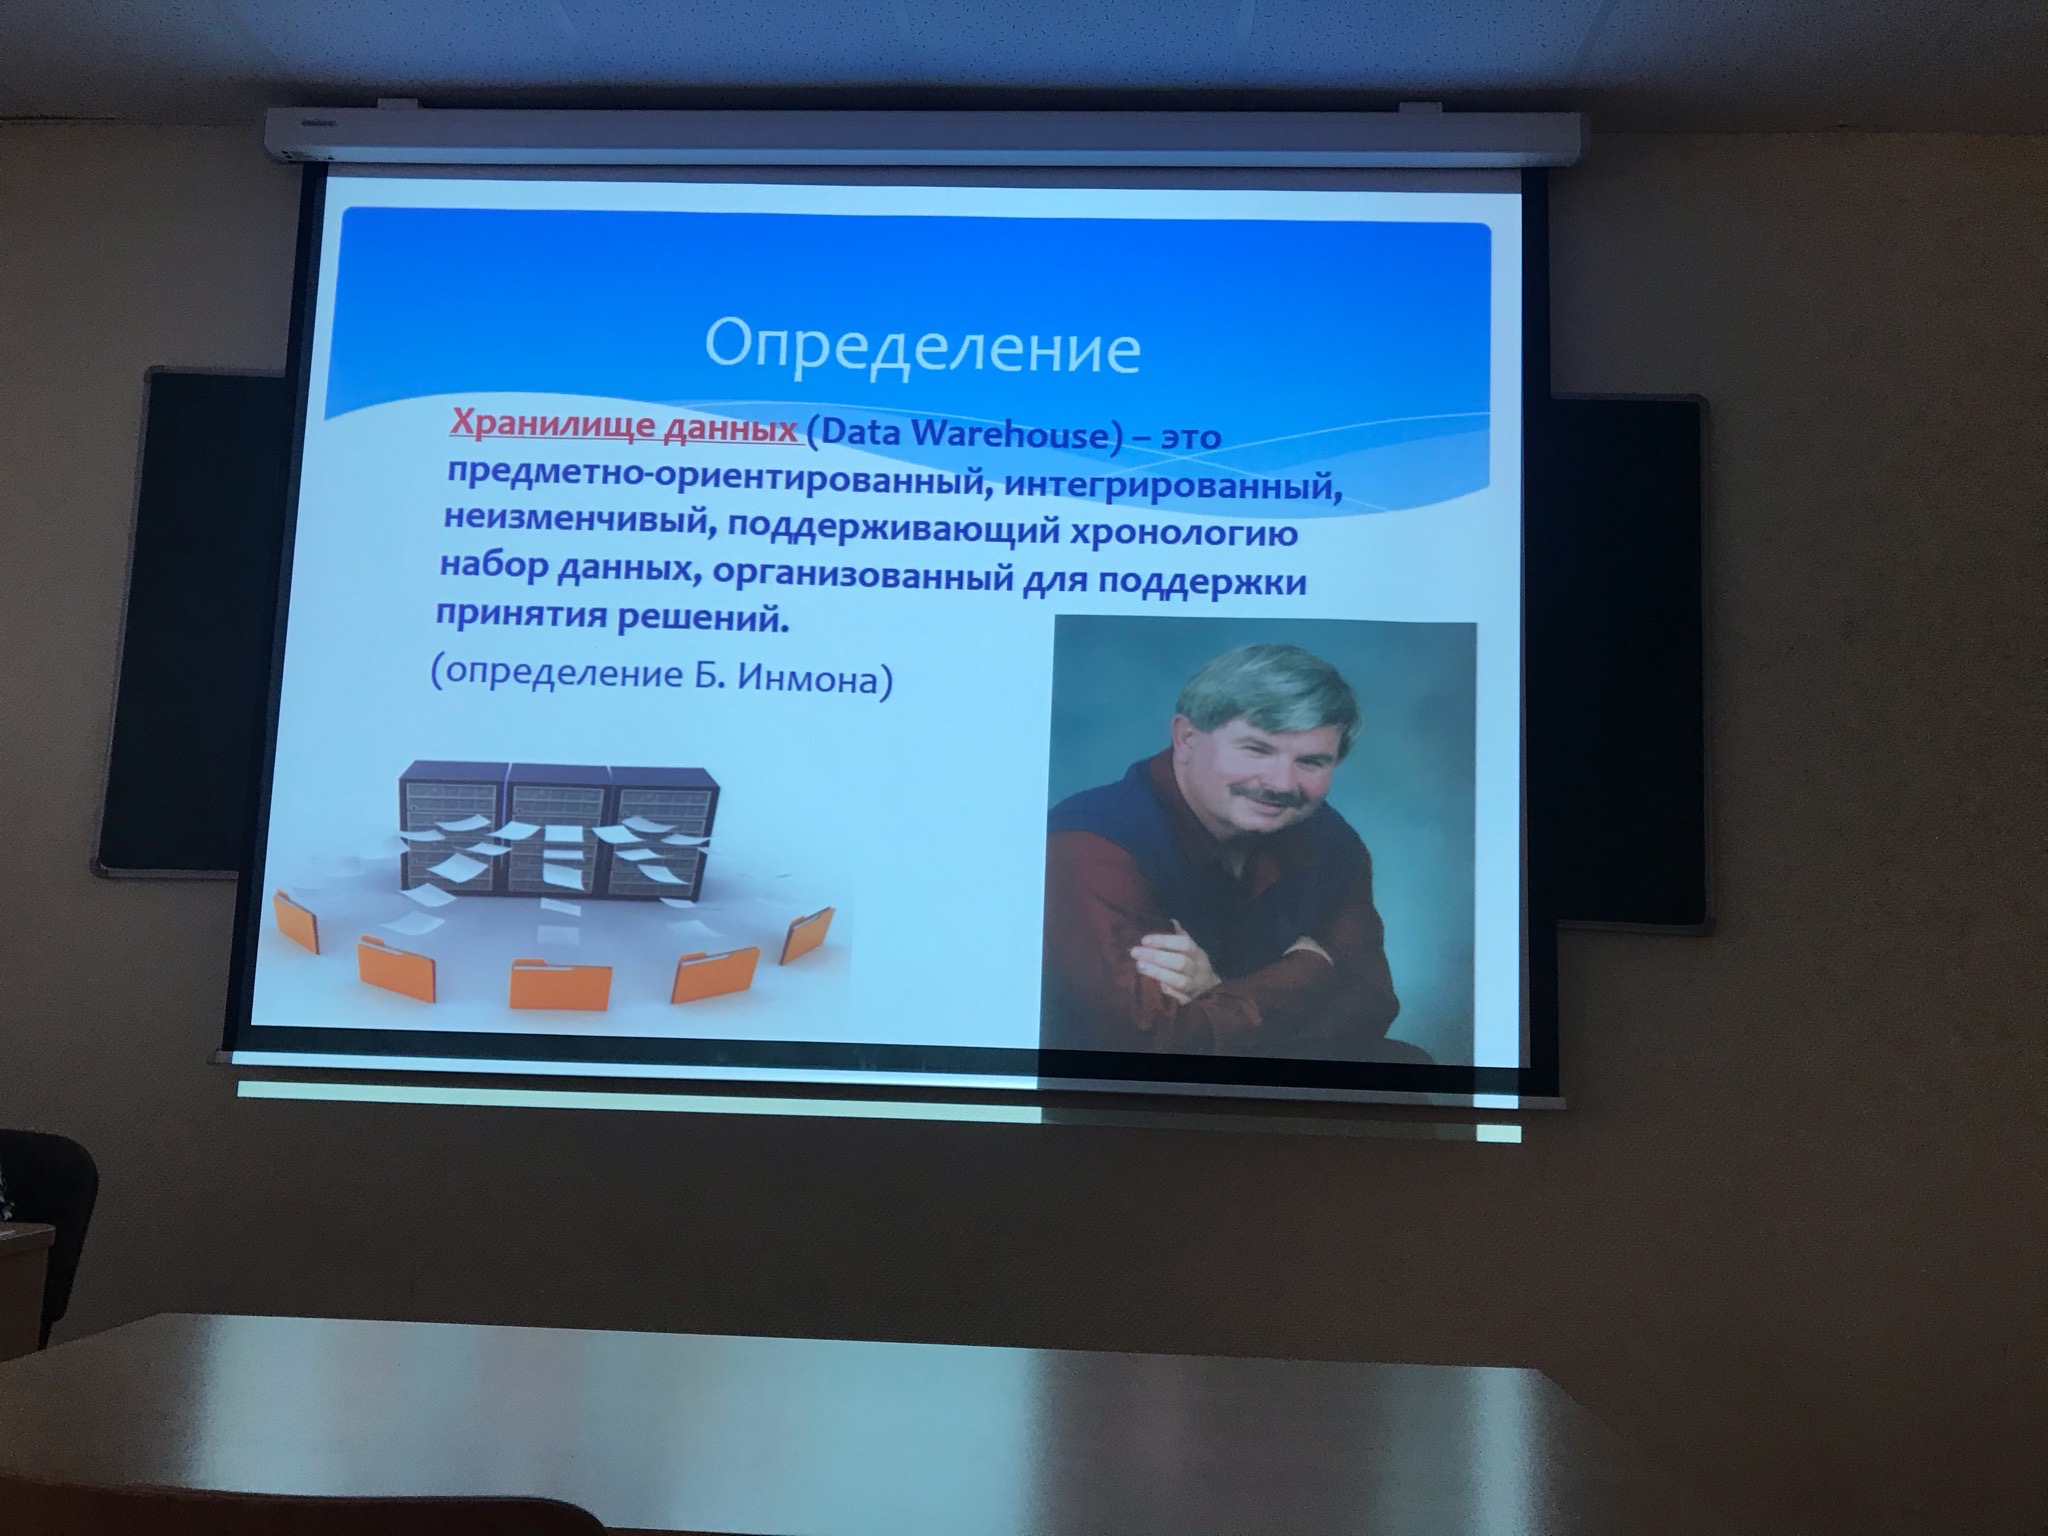 Определение
Хранилище данных (Data Warehouse) – это
предметно-ориентированный, интегрированный,
неизменчивый, поддерживающий хронологию
набор данных, организованный для поддержки
принятия решений.
(определение Б. Инмона)